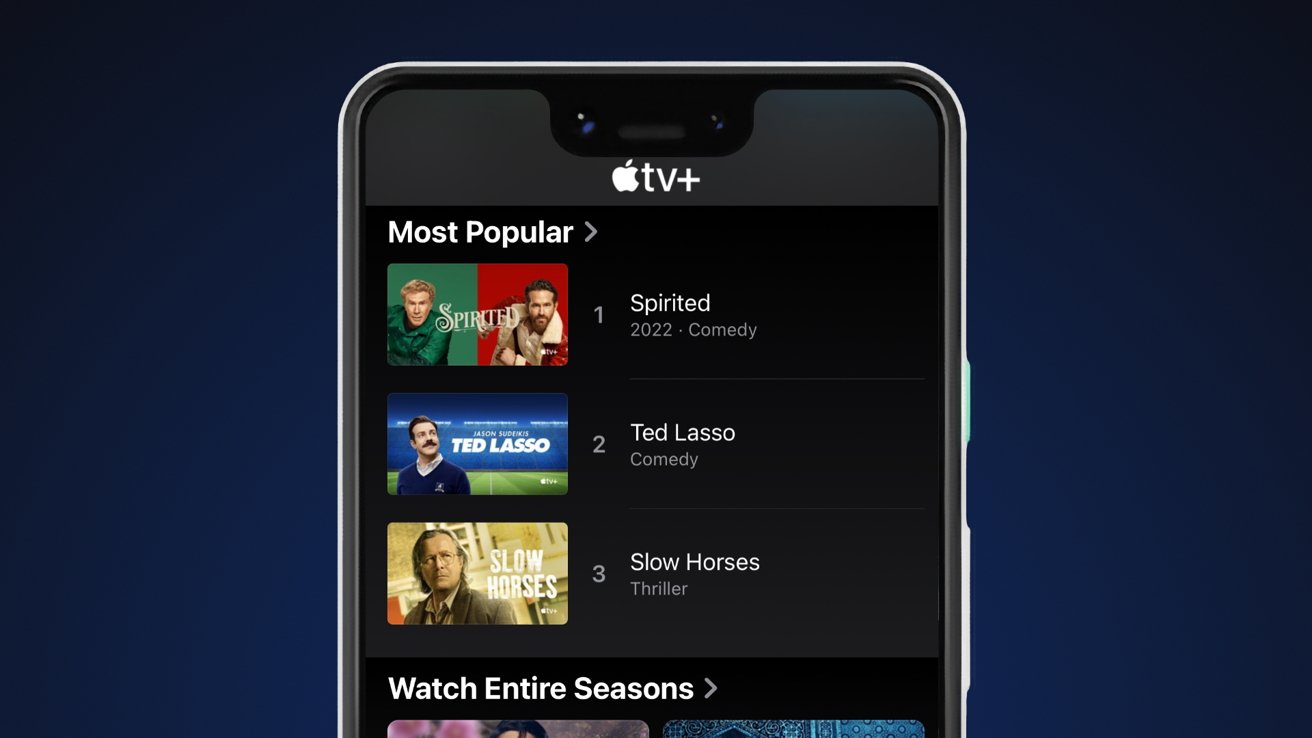 tv+
Most Popular >
SPIRITED
tv+
1
Spirited
2022 · Comedy
JASON SUDEIKIS
TED LASSO
tv+
2
Ted Lasso
Comedy
SLOW
HORSES
tv+
3
Slow Horses
Thriller
Watch Entire Seasons >